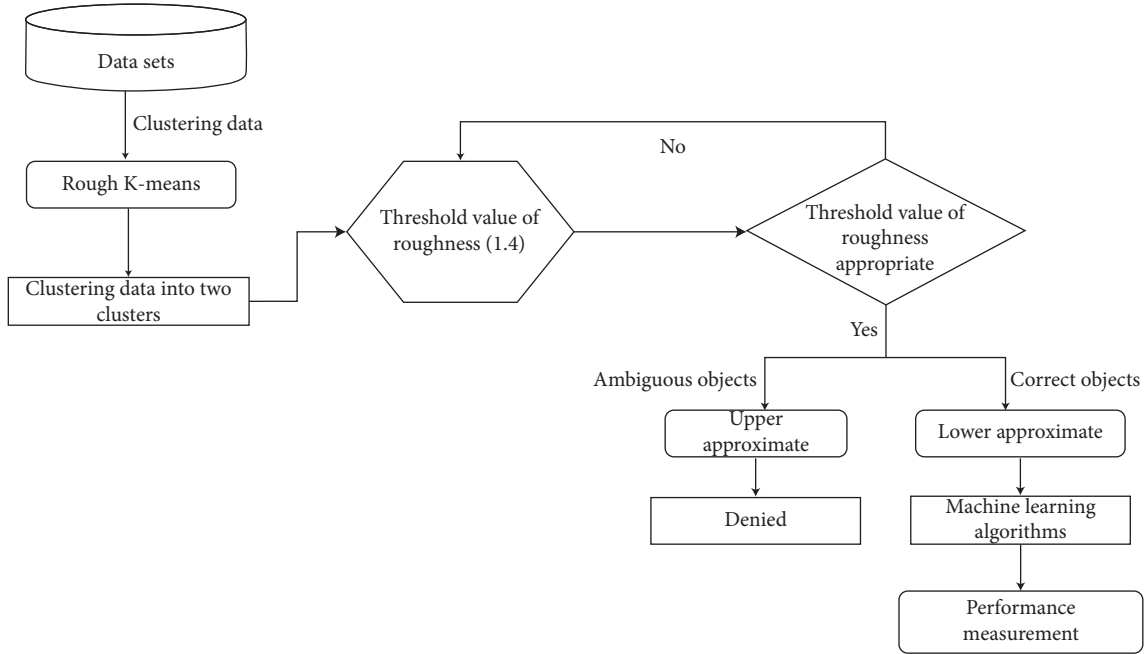 Data sets
Clustering data
Rough K-means
Clustering data into two
clusters
Threshold value of
roughness (1.4)
No
Threshold value of
roughness
appropriate
Yes
Ambiguous objects
Correct objects
Upper
approximate
Lower approximate
Denied
Machine learning
algorithms
Performance
measurement